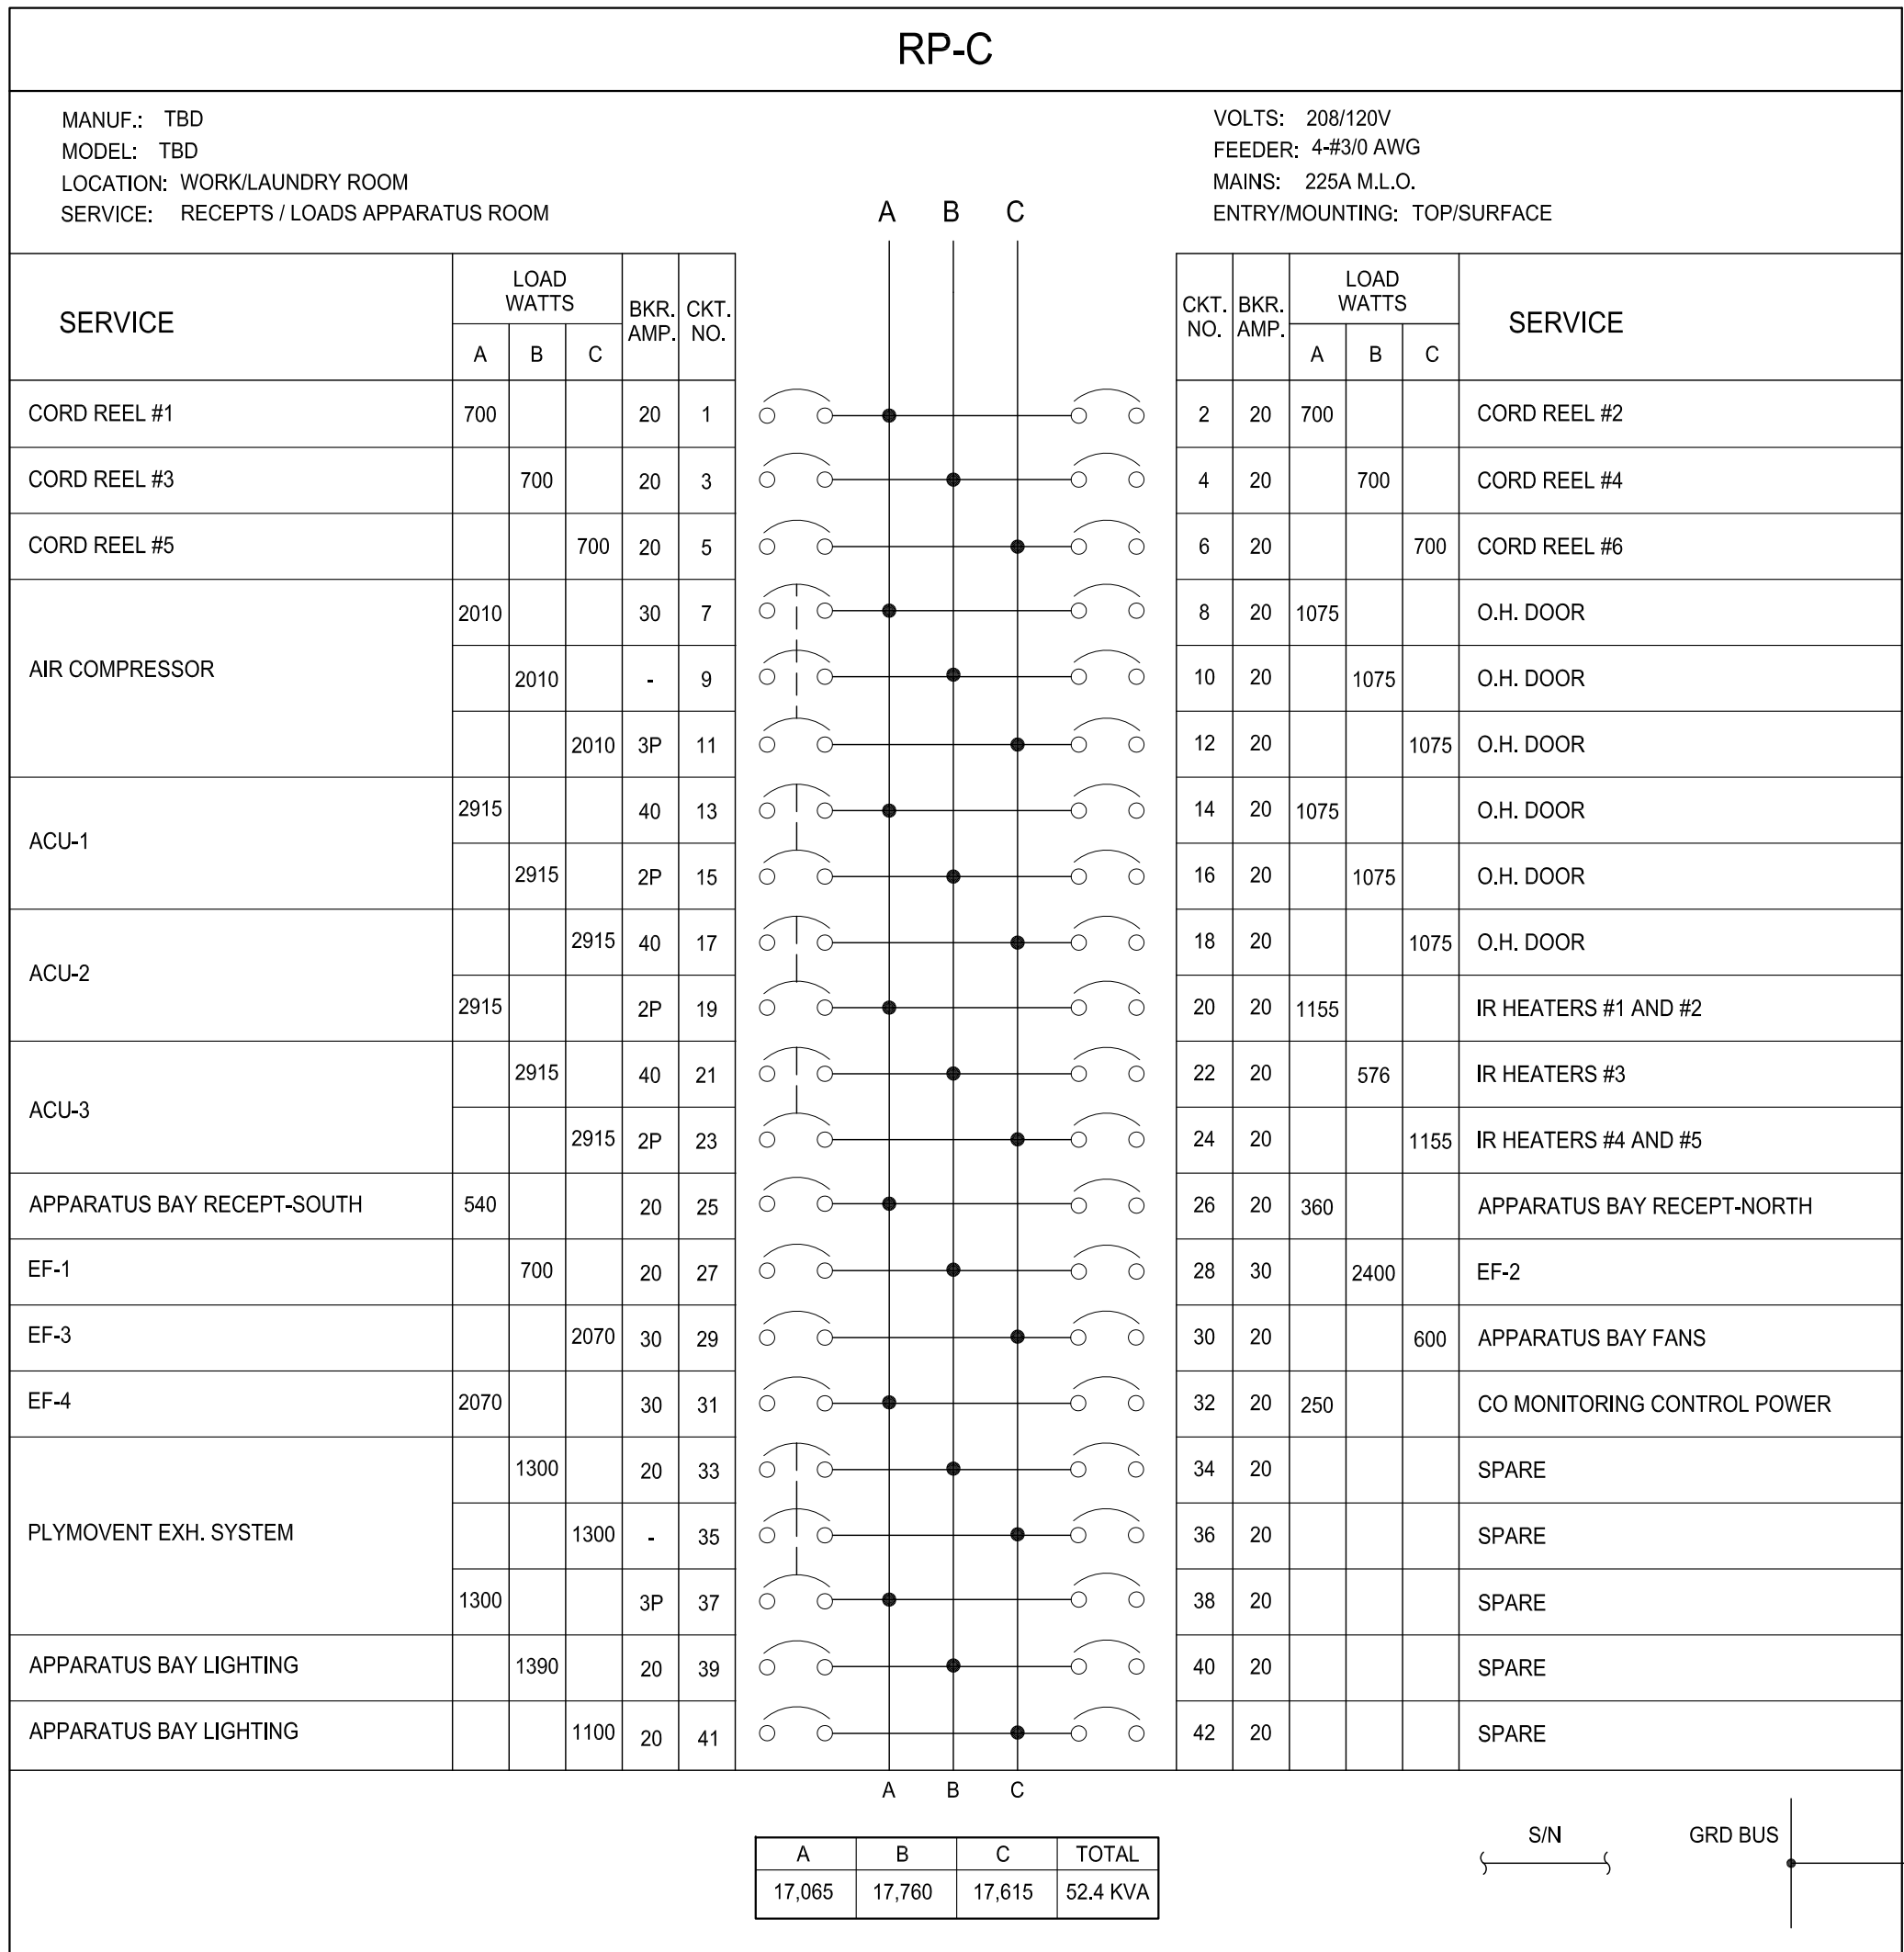 RP-C
MANUF.: TBD
MODEL: TBD
LOCATION: WORK/LAUNDRY ROOM
SERVICE: RECEPTS / LOADS APPARATUS ROOM
VOLTS: 208/120V
FEEDER: 4-#3/0 AWG
MAINS: 225A M.L.O.
ENTRY/MOUNTING: TOP/SURFACE
A B C
SERVICE LOAD WATTS A B C BKR. AMP. CKT. NO.
CKT. NO. BKR. AMP. LOAD WATTS A B C SERVICE
CORD REEL #1 700 20 1 2 20 700 CORD REEL #2
CORD REEL #3 700 20 3 4 20 700 CORD REEL #4
CORD REEL #5 700 20 5 6 20 700 CORD REEL #6
2010 30 7 8 20 1075 O.H. DOOR
AIR COMPRESSOR 2010 - 9 10 20 1075 O.H. DOOR
2010 3P 11 12 20 1075 O.H. DOOR
ACU-1 2915 40 13 14 20 1075 O.H. DOOR
2915 2P 15 16 20 1075 O.H. DOOR
ACU-2 2915 40 17 18 20 1075 O.H. DOOR
2915 2P 19 20 20 1155 IR HEATERS #1 AND #2
ACU-3 2915 40 21 22 20 576 IR HEATERS #3
2915 2P 23 24 20 1155 IR HEATERS #4 AND #5
APPARATUS BAY RECEPT-SOUTH 540 20 25 26 20 360 APPARATUS BAY RECEPT-NORTH
EF-1 700 20 27 28 30 2400 EF-2
EF-3 2070 30 29 30 20 600 APPARATUS BAY FANS
EF-4 2070 30 31 32 20 250 CO MONITORING CONTROL POWER
1300 20 33 34 20 SPARE
PLYMOVENT EXH. SYSTEM 1300 - 35 36 20 SPARE
1300 3P 37 38 20 SPARE
APPARATUS BAY LIGHTING 1390 20 39 40 20 SPARE
APPARATUS BAY LIGHTING 1100 20 41 42 20 SPARE
A B C
A B C TOTAL
17,065 17,760 17,615 52.4 KVA
S/N GRD BUS